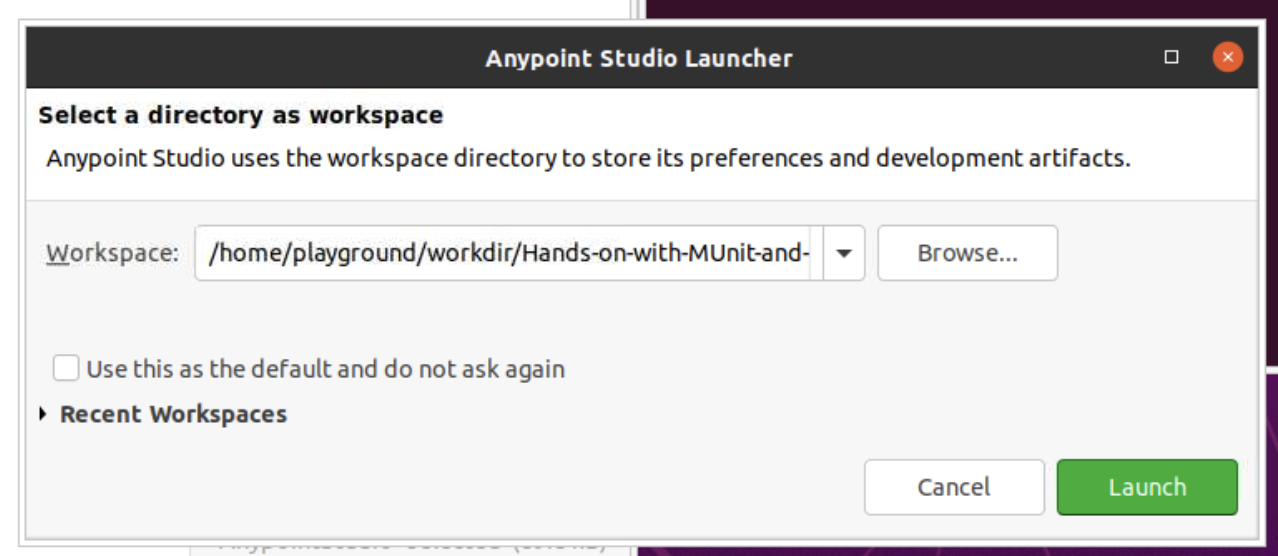 Anypoint Studio Launcher
Select a directory as workspace
Anypoint Studio uses the workspace directory to store its preferences and development artifacts.
Workspace: /home/playground/workdir/Hands-on-with-MUnit-and- Browse...
Use this as the default and do not ask again
Recent Workspaces
Cancel Launch